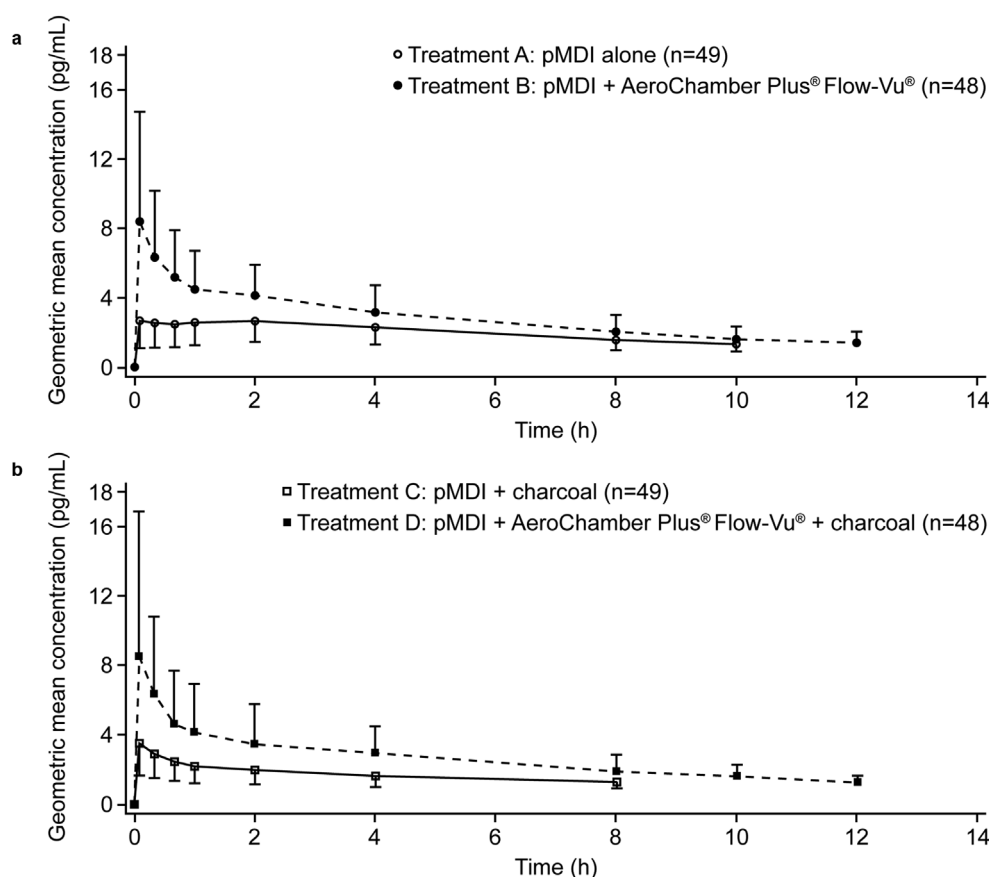 a
Geometric mean concentration (pg/mL)
18
16
12
8
4
0
Treatment A: pMDI alone (n=49)
Treatment B: pMDI + AeroChamber Plus® Flow-Vu® (n=48)
0 2 4 6 8 10 12 14
Time (h)
b
Geometric mean concentration (pg/mL)
18
16
12
8
4
0
Treatment C: pMDI + charcoal (n=49)
Treatment D: pMDI + AeroChamber Plus® Flow-Vu® + charcoal (n=48)
0 2 4 6 8 10 12 14
Time (h)